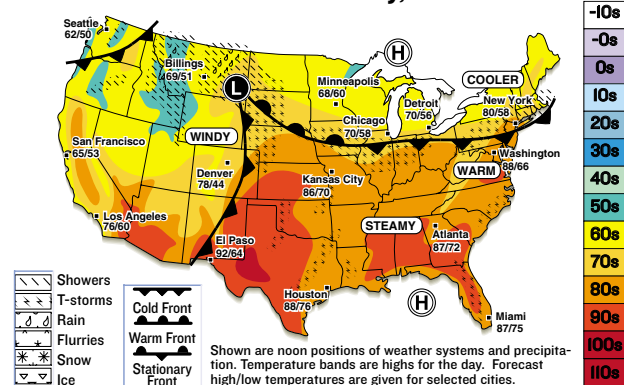 Seattle
62/50
Billings
69/51
L
H
Minneapolis
68/60
COOLER
Detroit
70/56
New York
80/58
Chicago
70/58
San Francisco
65/53
WINDY
Denver
78/44
Kansas City
86/70
Washington
88/66
WARM
Los Angeles
76/60
El Paso
92/64
STEAMY
Atlanta
87/72
Houston
88/76
H
Miami
87/75
Showers
T-storms
Rain
Flurries
Snow
Ice
Cold Front
Warm Front
Stationary
Front
Shown are noon positions of weather systems and precipita-
tion. Temperature bands are highs for the day. Forecast
high/low temperatures are given for selected cities.
-10s
-0s
0s
10s
20s
30s
40s
50s
60s
70s
80s
90s
100s
110s